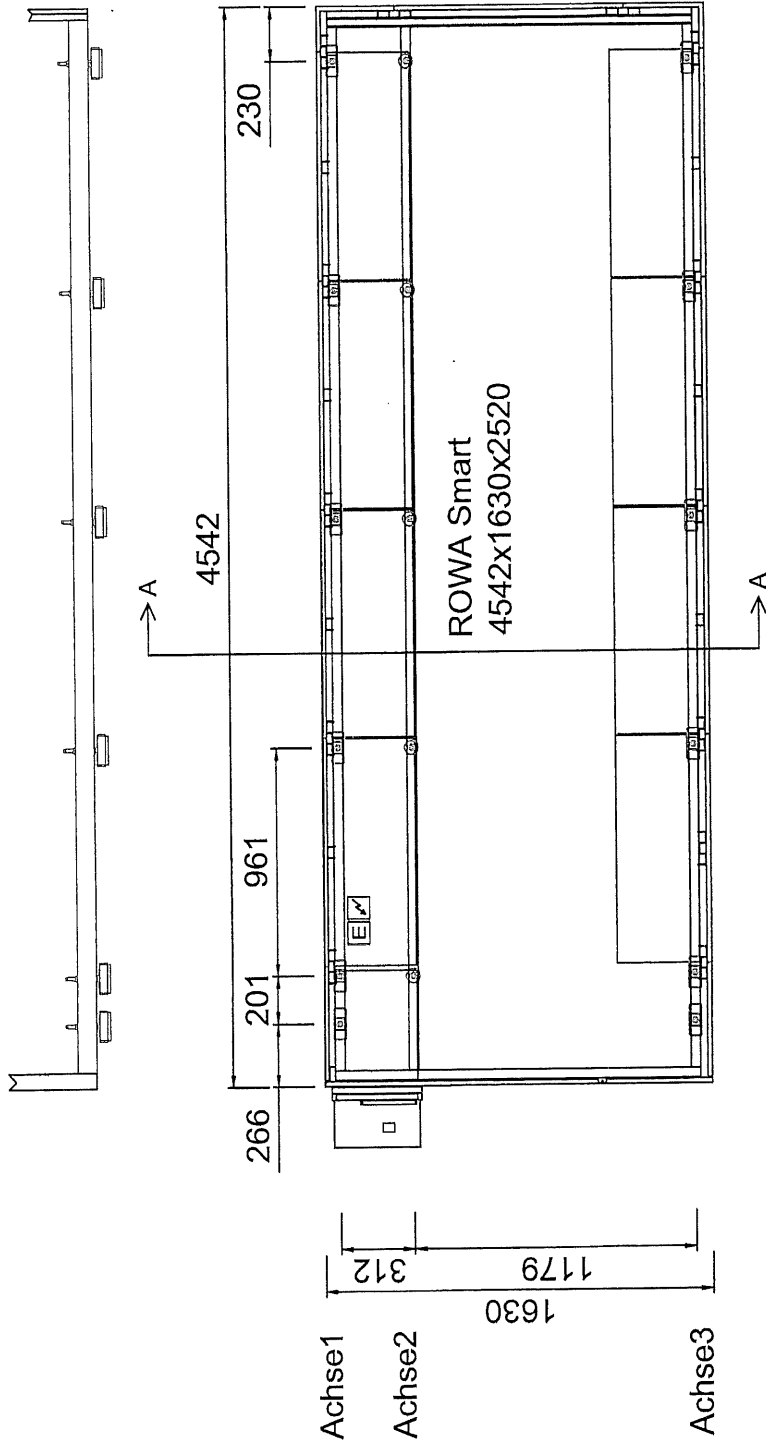 4542
230
961
201
266
A
A
ROWA Smart
4542x1630x2520
E
312
1179
1630
Achse1
Achse2
Achse3